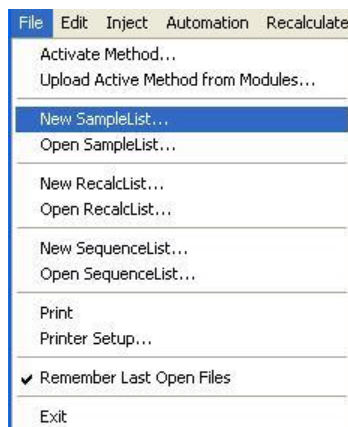 File Edit Inject Automation Recalculate
Activate Method...
Upload Active Method from Modules...
New SampleList...
Open SampleList...
New RecalcList...
Open RecalcList...
New SequenceList...
Open SequenceList...
Print
Printer Setup...
✔ Remember Last Open Files
Exit